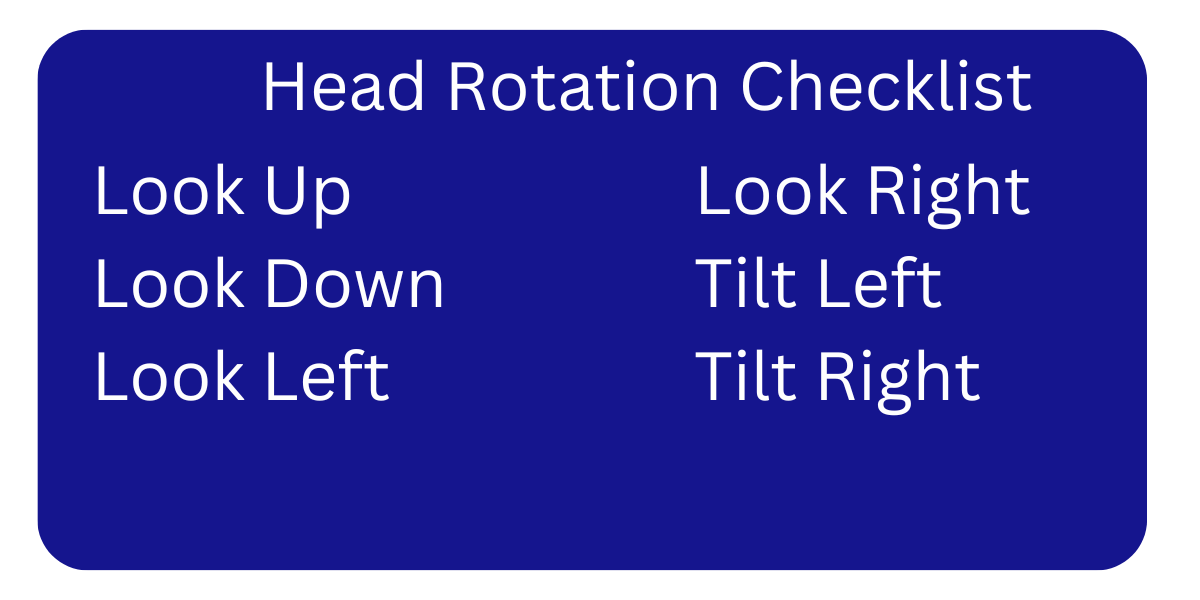 Head Rotation Checklist
Look Up
Look Down
Look Left
Look Right
Tilt Left
Tilt Right